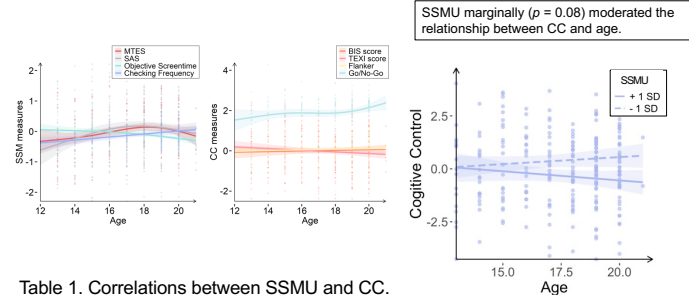 SSMU marginally (p = 0.08) moderated the
relationship between CC and age.
MTES
SAS
Objective Screentime
Checking Frequency
SSM measures
2
1
0
-1
-2
12 14 16 18 20
Age
BIS score
TEXI score
Flanker
Go/No-Go
CC measures
4
2
0
-2
12 14 16 18 20
Age
SSMU
+ 1 SD
- 1 SD
Cogitive Control
2.5
0.0
-2.5
15.0 17.5 20.0
Age
Table 1. Correlations between SSMU and CC.